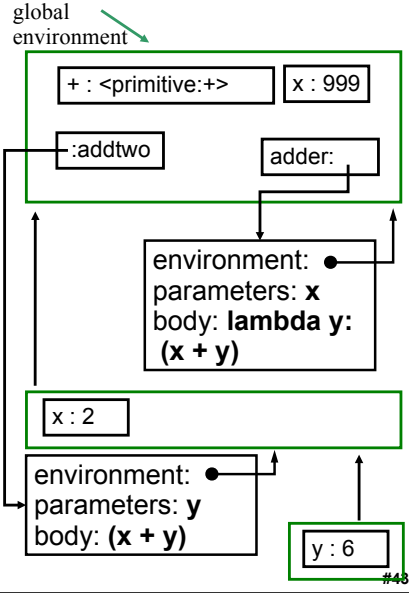 global
environment
+ : <primitive:+>
x : 999
:addtwo
adder:
environment:
parameters: x
body: lambda y:
(x + y)
x : 2
environment:
parameters: y
body: (x + y)
y : 6
#48